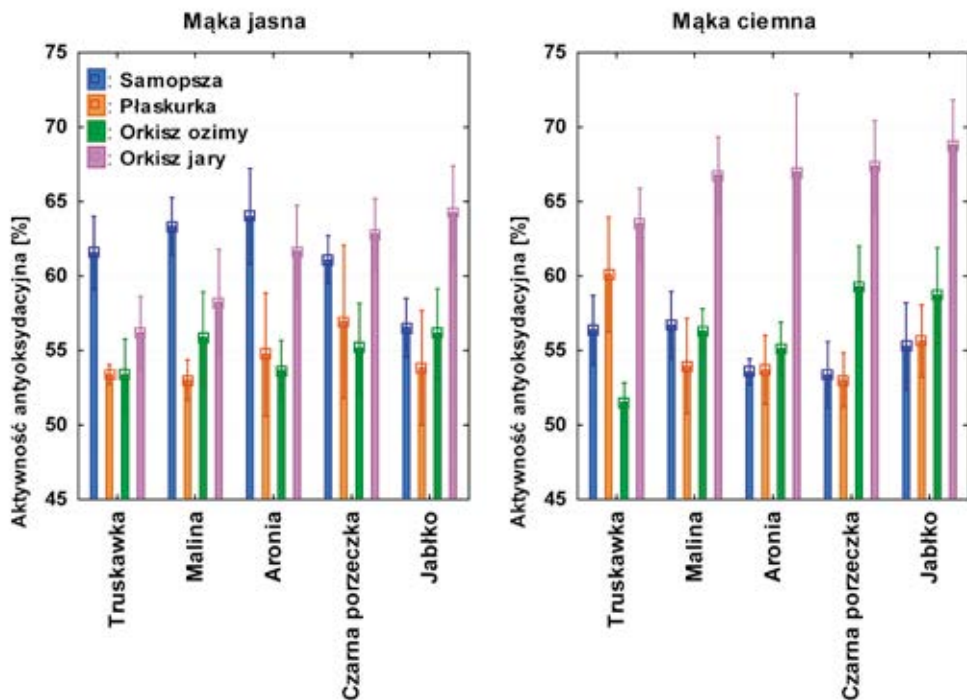 Mąka jasna
Aktywność antyoksydacyjna [%]
75
70
65
60
55
50
45
: Samopsza
: Płaskurka
: Orkisz ozimy
: Orkisz jary
Truskawka
Malina
Aronia
Czarna porzeczka
Jabłko
Mąka ciemna
Aktywność antyoksydacyjna [%]
75
70
65
60
55
50
45
Truskawka
Malina
Aronia
Czarna porzeczka
Jabłko